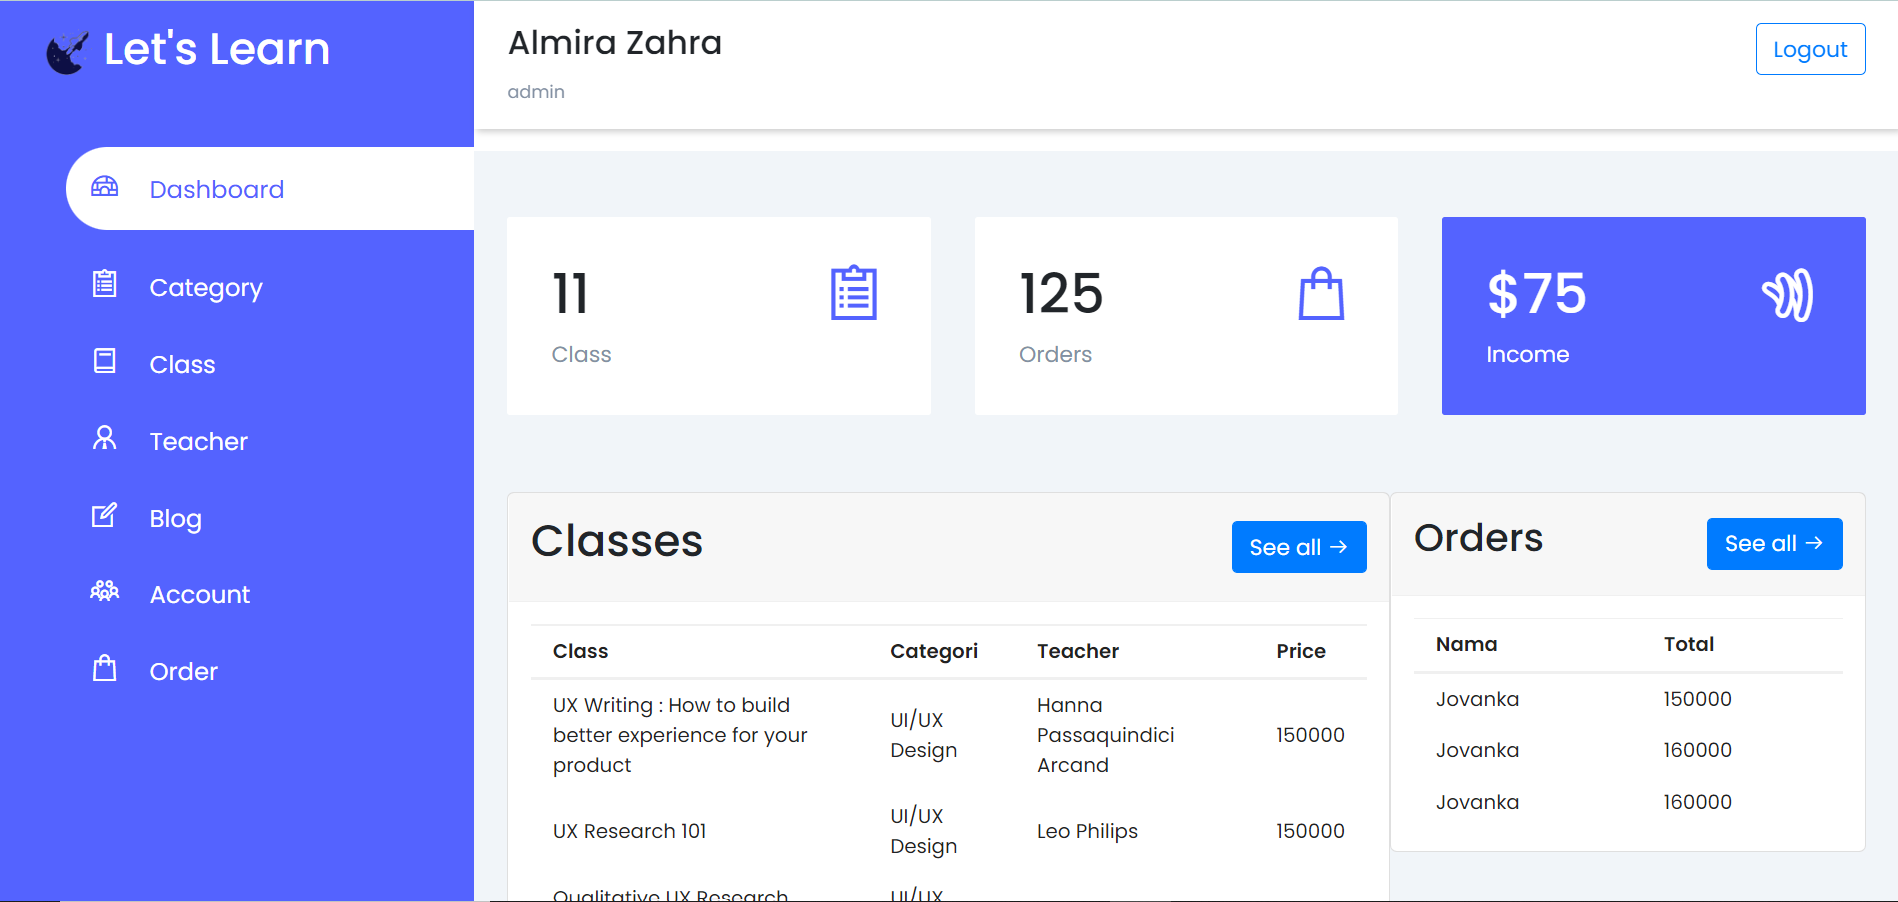 Let's Learn
Dashboard
Category
Class
Teacher
Blog
Account
Order
Almira Zahra
admin
Logout
11
Class
125
Orders
$75
Income
Classes
See all →
Class Categori Teacher Price
UX Writing : How to build
better experience for your
product
UI/UX
Design
Hanna
Passaquindici
Arcand
150000
UX Research 101
UI/UX
Design
Leo Philips
150000
Qualitative UX Research
UI/UX
Orders
See all →
Nama Total
Jovanka 150000
Jovanka 160000
Jovanka 160000